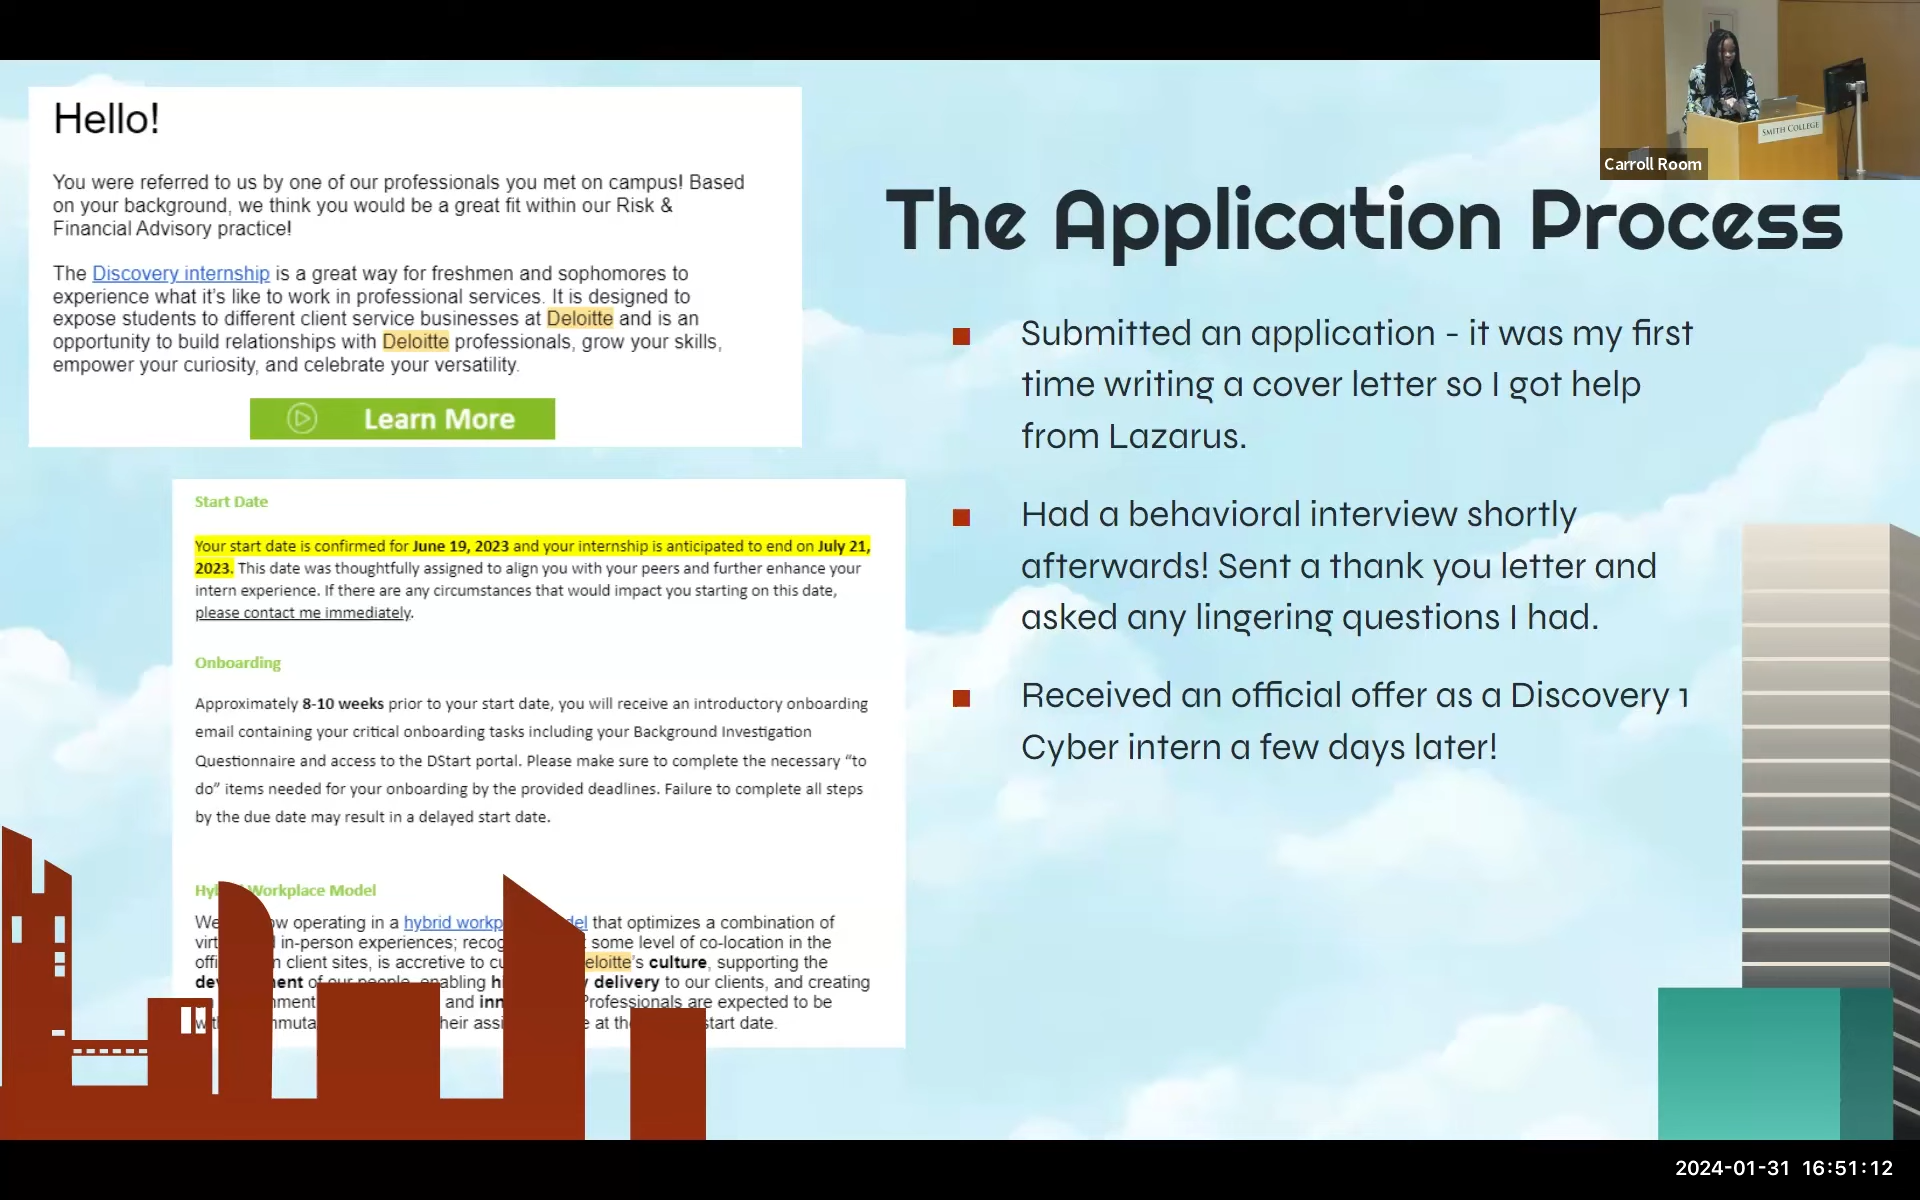 Hello!
You were referred to us by one of our professionals you met on campus! Based
on your background, we think you would be a great fit within our Risk &
Financial Advisory practice!
The Discovery internship is a great way for freshmen and sophomores to
experience what it's like to work in professional services. It is designed to
expose students to different client service businesses at Deloitte and is an
opportunity to build relationships with Deloitte professionals, grow your skills,
empower your curiosity, and celebrate your versatility.
Learn More
Start Date
Your start date is confirmed for June 19, 2023 and your internship is anticipated to end on July 21,
2023. This date was thoughtfully assigned to align you with your peers and further enhance your
intern experience. If there are any circumstances that would impact you starting on this date,
please contact me immediately.
Onboarding
Approximately 8-10 weeks prior to your start date, you will receive an introductory onboarding
email containing your critical onboarding tasks including your Background Investigation
Questionnaire and access to the DStart portal. Please make sure to complete the necessary “to
do” items needed for your onboarding by the provided deadlines. Failure to complete all steps
by the due date may result in a delayed start date.
Workplace Model
We operating in a hybrid that optimizes a combination of
in-person experiences; some level of co-location in the
client sites, is accretive to culture, supporting the
of our people, enabling delivery to our clients, and creating
and Professionals are expected to be
at start date.
The Application Process
■ Submitted an application - it was my first
time writing a cover letter so I got help
from Lazarus.
■ Had a behavioral interview shortly
afterwards! Sent a thank you letter and
asked any lingering questions I had.
■ Received an official offer as a Discovery 1
Cyber intern a few days later!
SMITH COLLEGE
Carroll Room
2024-01-31 16:51:12